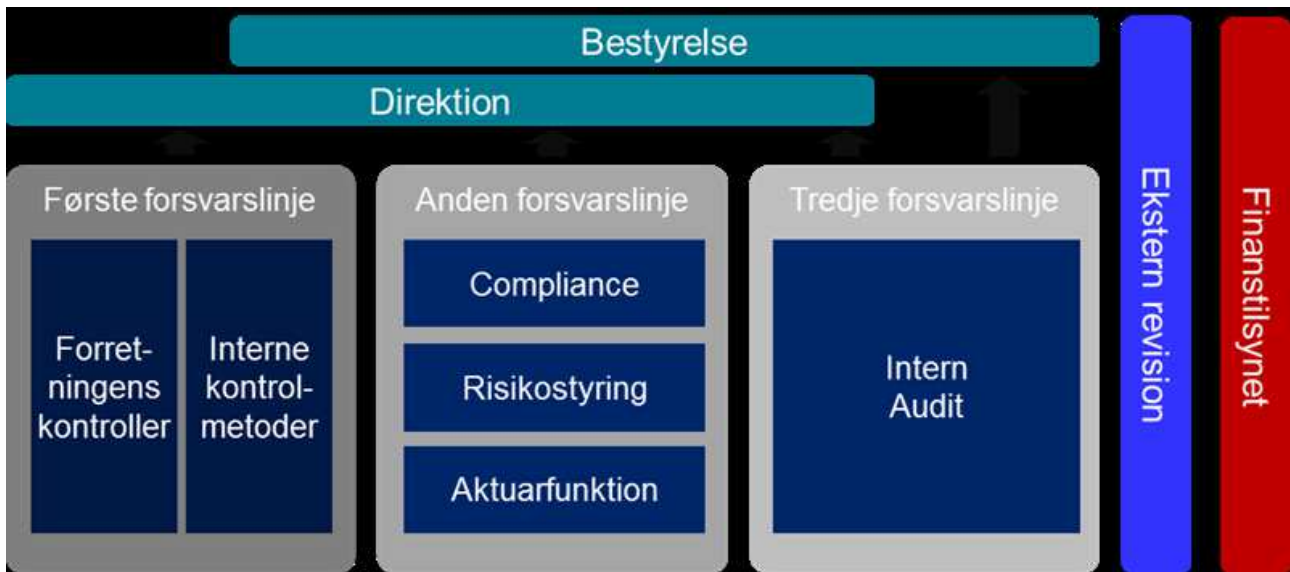 Bestyrelse
Direktion
Første forsvarslinje
Forret-
ningens
kontroller
Interne
kontrol-
metoder
Anden forsvarslinje
Compliance
Risikostyring
Aktuarfunktion
Tredje forsvarslinje
Intern
Audit
Ekstern revision
Finanstilsynet